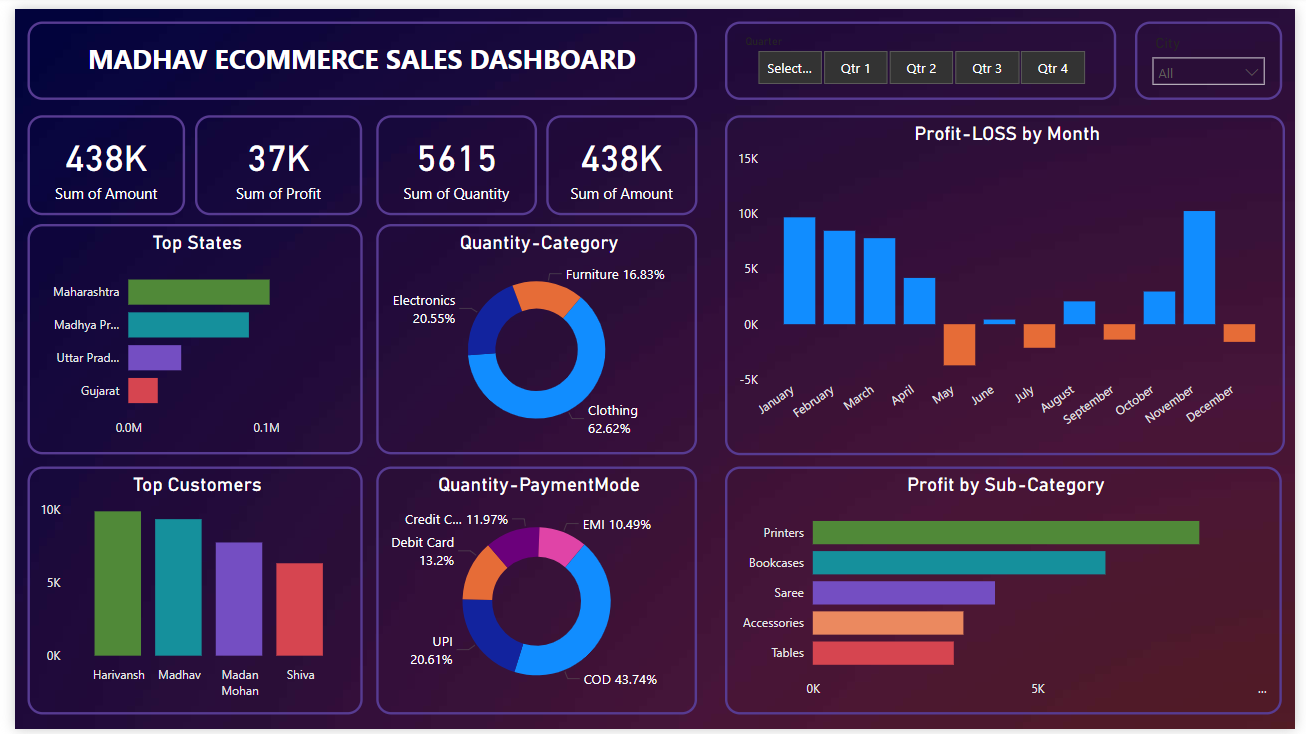 MADHAV ECOMMERCE SALES DASHBOARD
Quarter
Select...
Qtr 1
Qtr 2
Qtr 3
Qtr 4
City
All
438K
Sum of Amount
37K
Sum of Profit
5615
Sum of Quantity
438K
Sum of Amount
Profit-LOSS by Month
15K
10K
5K
0K
-5K
January
February
March
April
May
June
July
August
September
October
November
December
Top States
Maharashtra
Madhya Pr...
Uttar Prad...
Gujarat
0.0M
0.1M
Quantity-Category
Furniture 16.83%
Electronics
20.55%
Clothing
62.62%
Top Customers
10K
5K
0K
Harivansh
Madhav
Madan
Mohan
Shiva
Quantity-PaymentMode
Credit C... 11.97%
EMI 10.49%
Debit Card
13.2%
UPI
20.61%
COD 43.74%
Profit by Sub-Category
Printers
Bookcases
Saree
Accessories
Tables
0K
5K
...